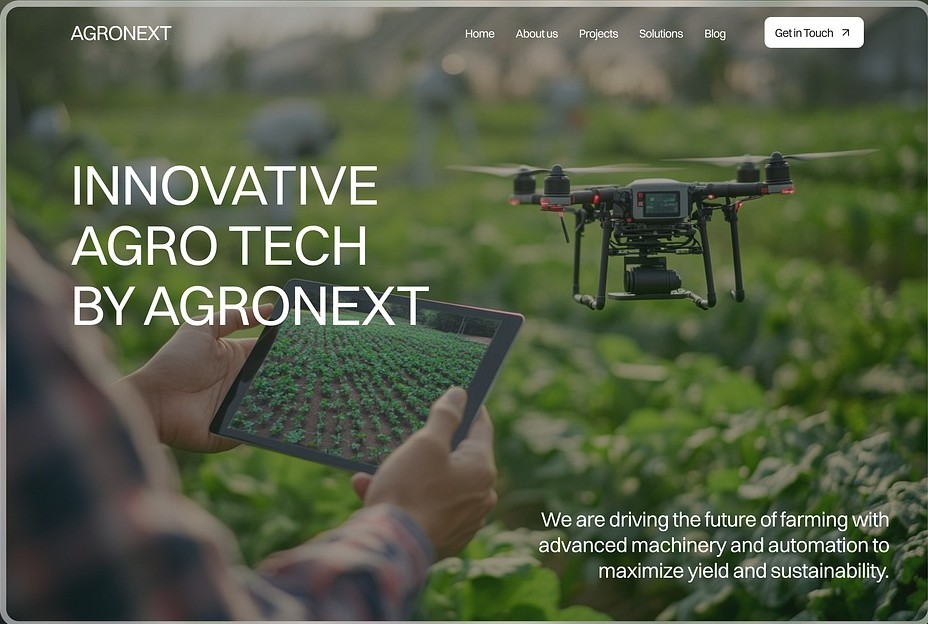 AGRONEXT
Home About us Projects Solutions Blog Get in Touch
INNOVATIVE
AGRO TECH
BY AGRONEXT
We are driving the future of farming with
advanced machinery and automation to
maximize yield and sustainability.